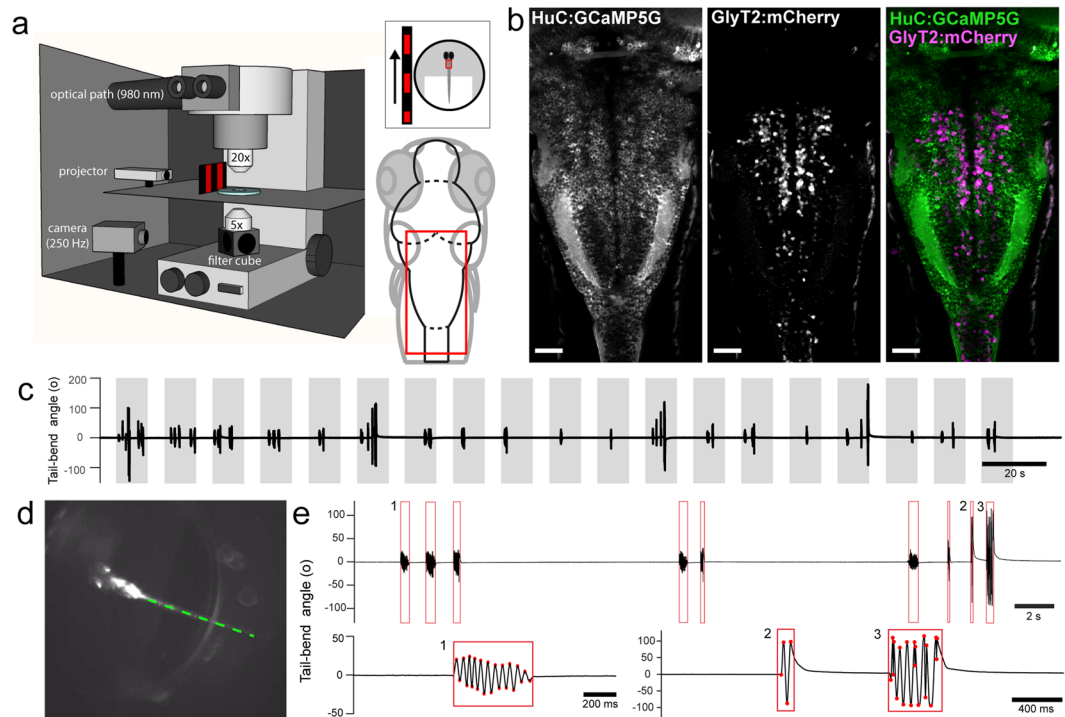 a
optical path (980 nm)
20x
projector
5x
camera
(250 Hz)
filter cube
b
HuC:GCaMP5G
GlyT2:mCherry
HuC:GCaMP5G
GlyT2:mCherry
c
Tail-bend angle (o)
200
100
0
-100
20 s
d
e
Tail-bend angle (o)
100
50
0
-50
-100
1
2
3
2 s
50
0
-50
1
200 ms
100
50
0
-50
-100
2
3
400 ms